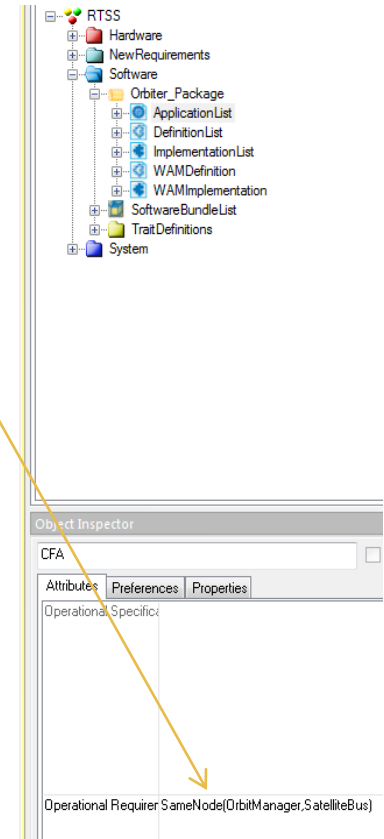 RTSS
Hardware
NewRequirements
Software
Orbiter_Package
ApplicationList
DefinitionList
ImplementationList
WAMDefinition
WAMImplementation
SoftwareBundleList
TraitDefinitions
System
Object Inspector
CFA
Attributes Preferences Properties
Operational Specifica
Operational Requirer SameNode(OrbitManager,SatelliteBus)